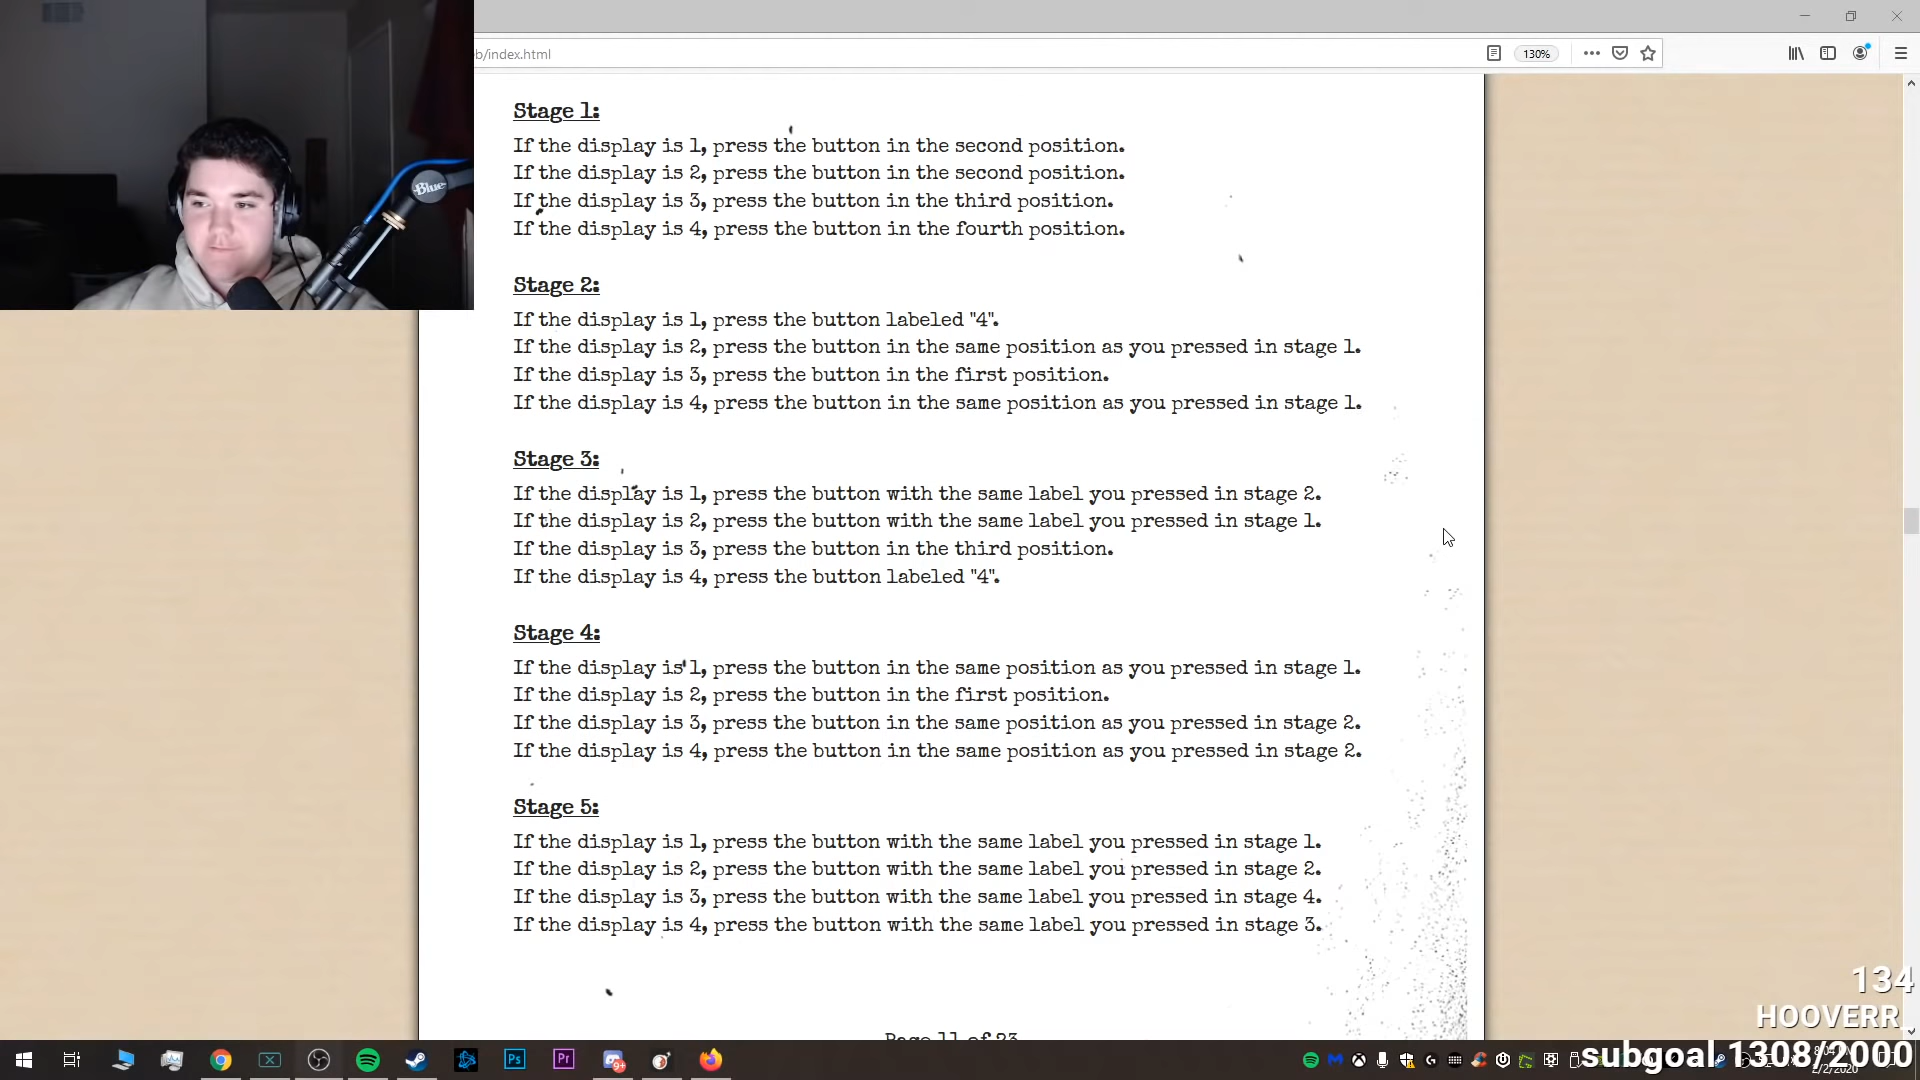 b/index.html
130%
Blue
Stage 1:
If the display is 1, press the button in the second position.
If the display is 2, press the button in the second position.
If the display is 3, press the button in the third position.
If the display is 4, press the button in the fourth position.
Stage 2:
If the display is 1, press the button labeled "4".
If the display is 2, press the button in the same position as you pressed in stage 1.
If the display is 3, press the button in the first position.
If the display is 4, press the button in the same position as you pressed in stage 1.
Stage 3:
If the display is 1, press the button with the same label you pressed in stage 2.
If the display is 2, press the button with the same label you pressed in stage 1.
If the display is 3, press the button in the third position.
If the display is 4, press the button labeled "4".
Stage 4:
If the display is 1, press the button in the same position as you pressed in stage 1.
If the display is 2, press the button in the first position.
If the display is 3, press the button in the same position as you pressed in stage 2.
If the display is 4, press the button in the same position as you pressed in stage 2.
Stage 5:
If the display is 1, press the button with the same label you pressed in stage 1.
If the display is 2, press the button with the same label you pressed in stage 2.
If the display is 3, press the button with the same label you pressed in stage 4.
If the display is 4, press the button with the same label you pressed in stage 3.
Page 11 of 23
134
HOOVERR
subgoal 1308/2000
Ps
Pr
9+
2/2/2020